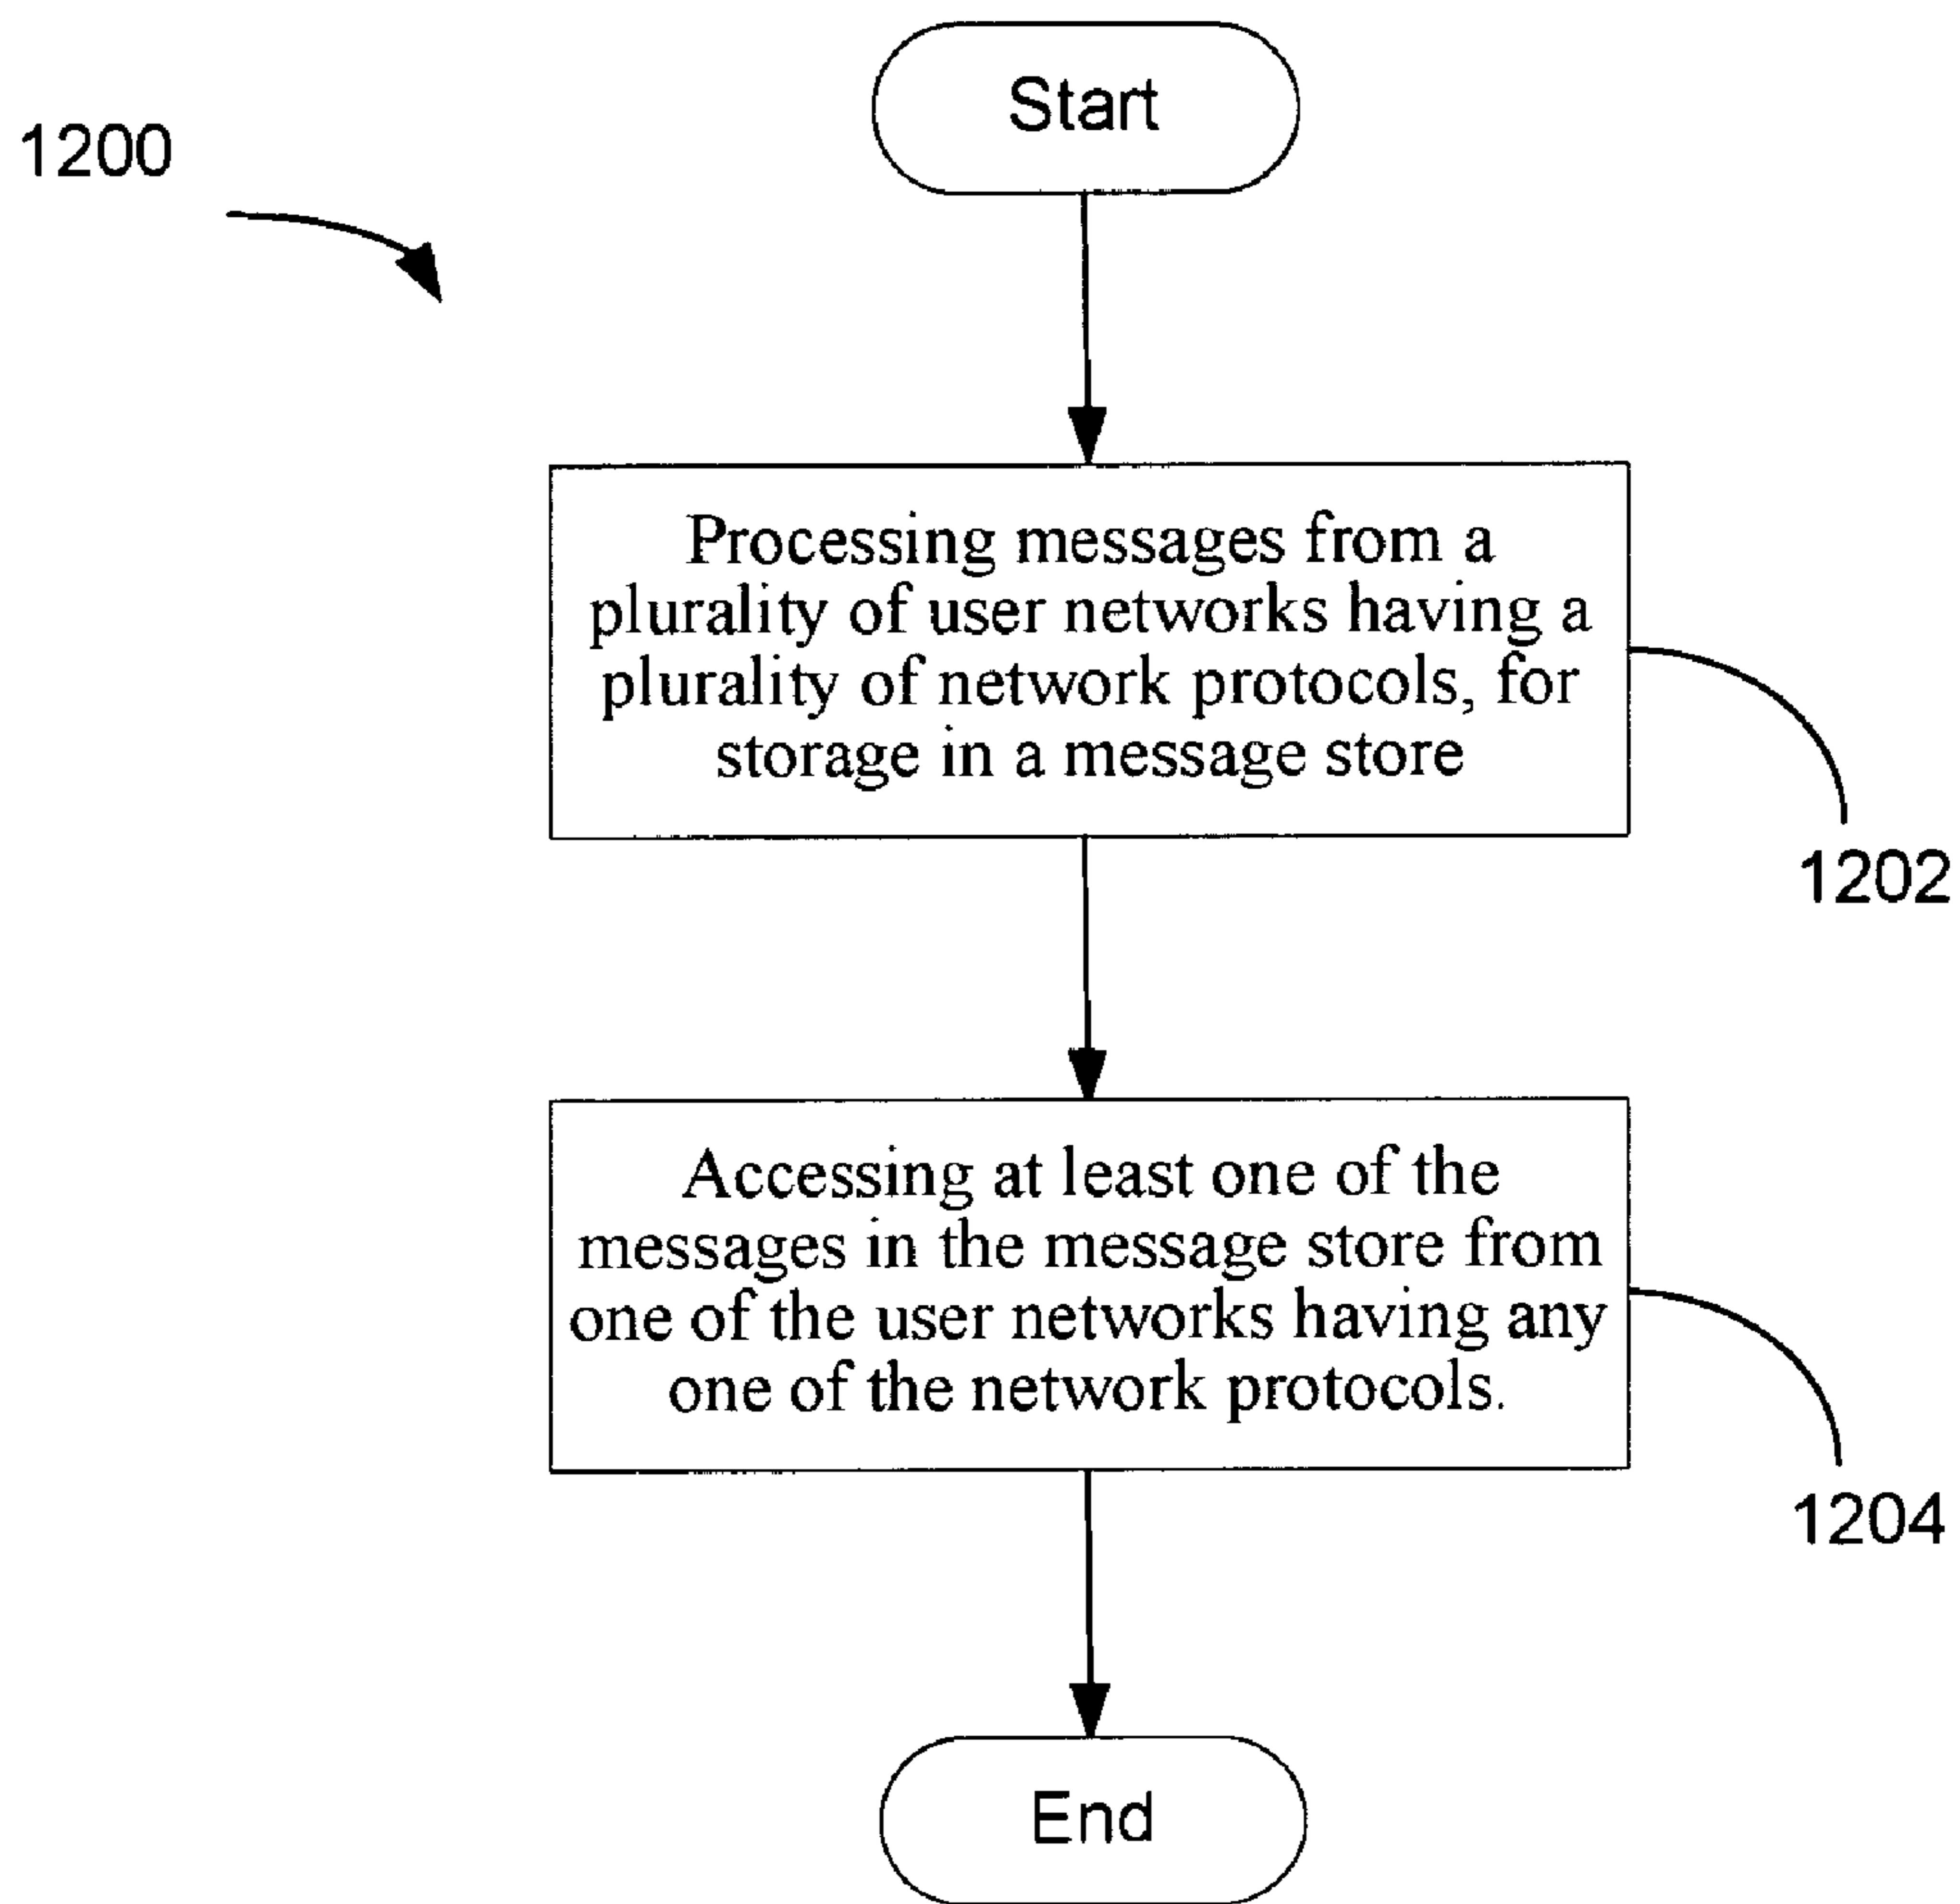 Start
1200
Processing messages from a
plurality of user networks having a
plurality of network protocols, for
storage in a message store
1202
Accessing at least one of the
messages in the message store from
one of the user networks having any
one of the network protocols.
1204
End